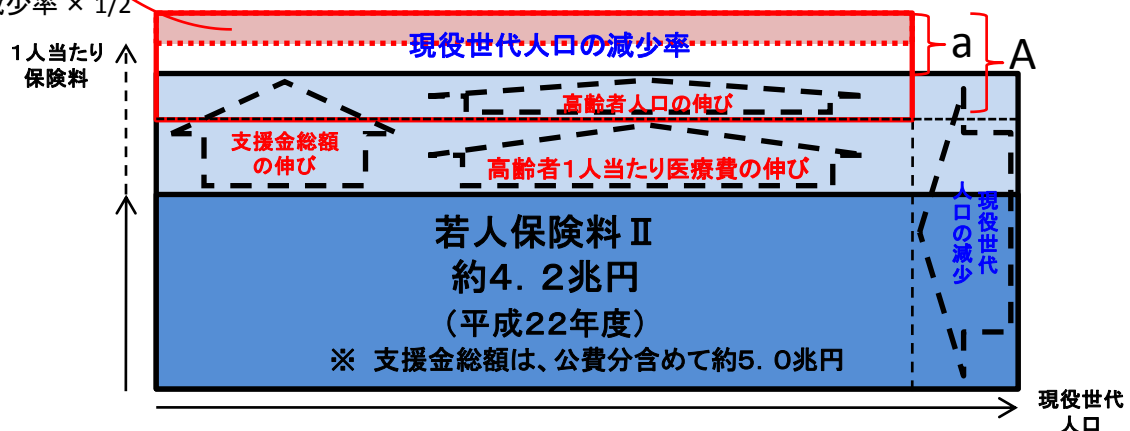 少率 × 1/2
1人当たり
保険料
現役世代人口の減少率
a
A
高齢者人口の伸び
支援金総額
の伸び
高齢者1人当たり医療費の伸び
現役世代
人口の減少
若人保険料Ⅱ
約4.2兆円
(平成22年度)
※ 支援金総額は、公費分含めて約5.0兆円
現役世代
人口